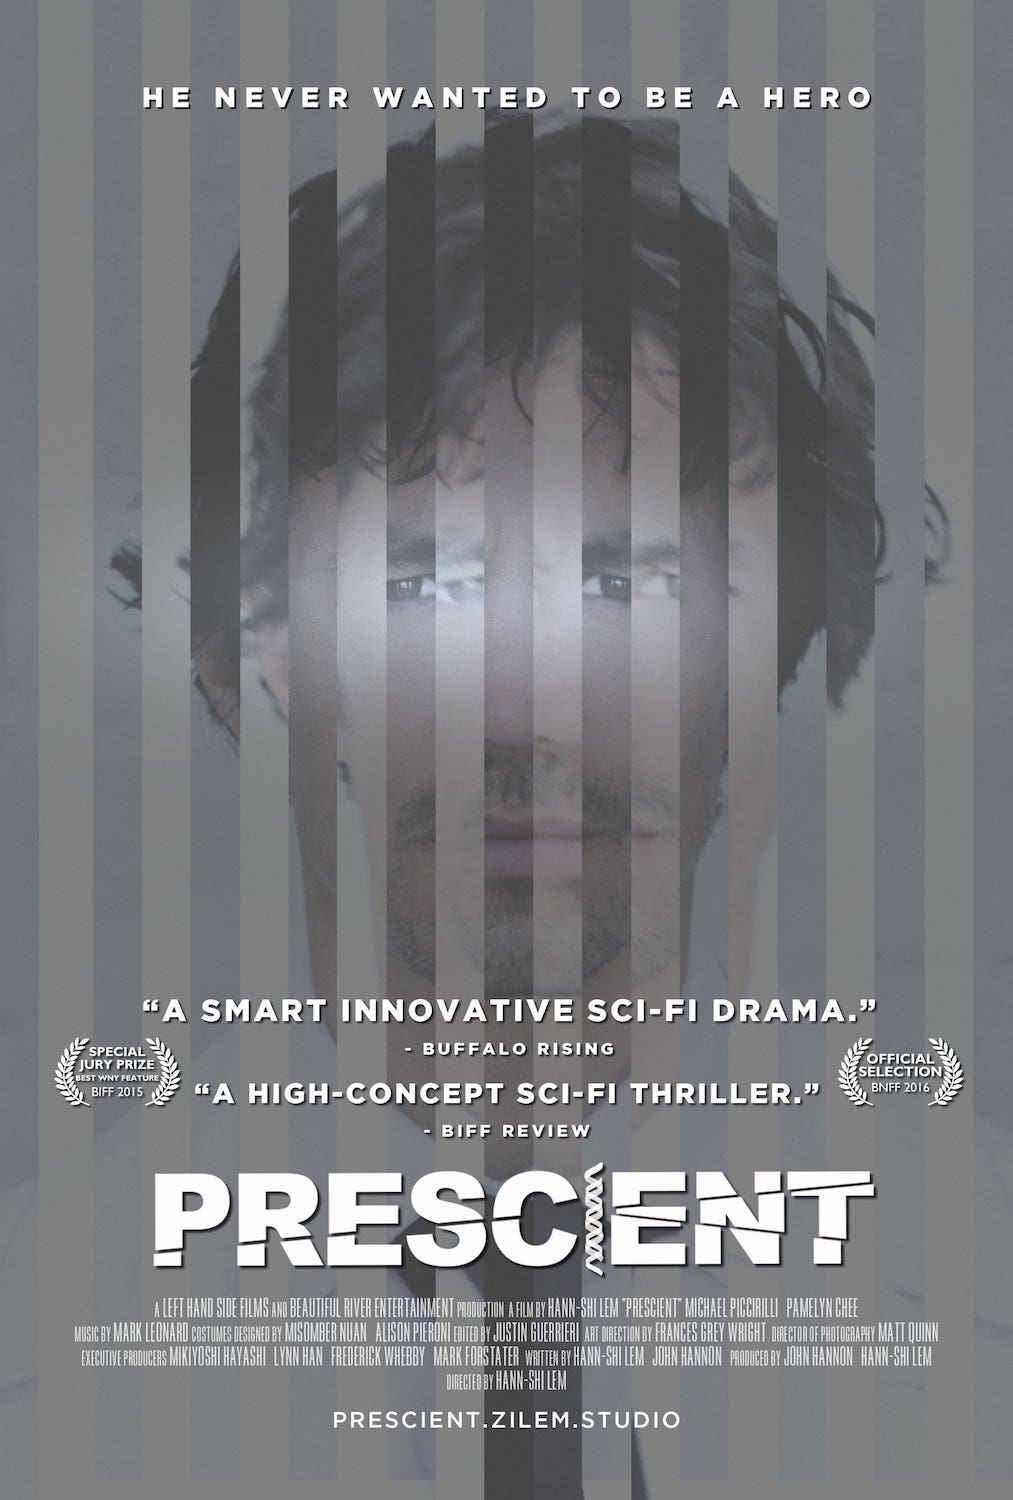 HE NEVER WANTED TO BE A HERO
“A SMART INNOVATIVE SCI-FI DRAMA.”
- BUFFALO RISING
SPECIAL
JURY PRIZE
BEST WNY FEATURE
BIFF 2015
OFFICIAL
SELECTION
BNFF 2016
“A HIGH-CONCEPT SCI-FI THRILLER.”
- BIFF REVIEW
PRESCIENT
A LEFT HAND SIDE FILMS AND BEAUTIFUL RIVER ENTERTAINMENT PRODUCTION A FILM BY HANN-SHI LEM "PRESCIENT" MICHAEL PICCIRILLI PAMELYN CHEE
MUSIC BY MARK LEONARD COSTUMES DESIGNED BY MISOMBER NUAN ALISON PIERONI EDITED BY JUSTIN GUERRIERI ART DIRECTION BY FRANCES GREY WRIGHT DIRECTOR OF PHOTOGRAPHY MATT QUINN
EXECUTIVE PRODUCERS MIKIYOSHI HAYASHI LYNN HAN FREDERICK WHEBBY MARK FORSTATER WRITTEN BY HANN-SHI LEM JOHN HANNON PRODUCED BY JOHN HANNON HANN-SHI LEM
DIRECTED BY HANN-SHI LEM
PRESCIENT.ZILEM.STUDIO